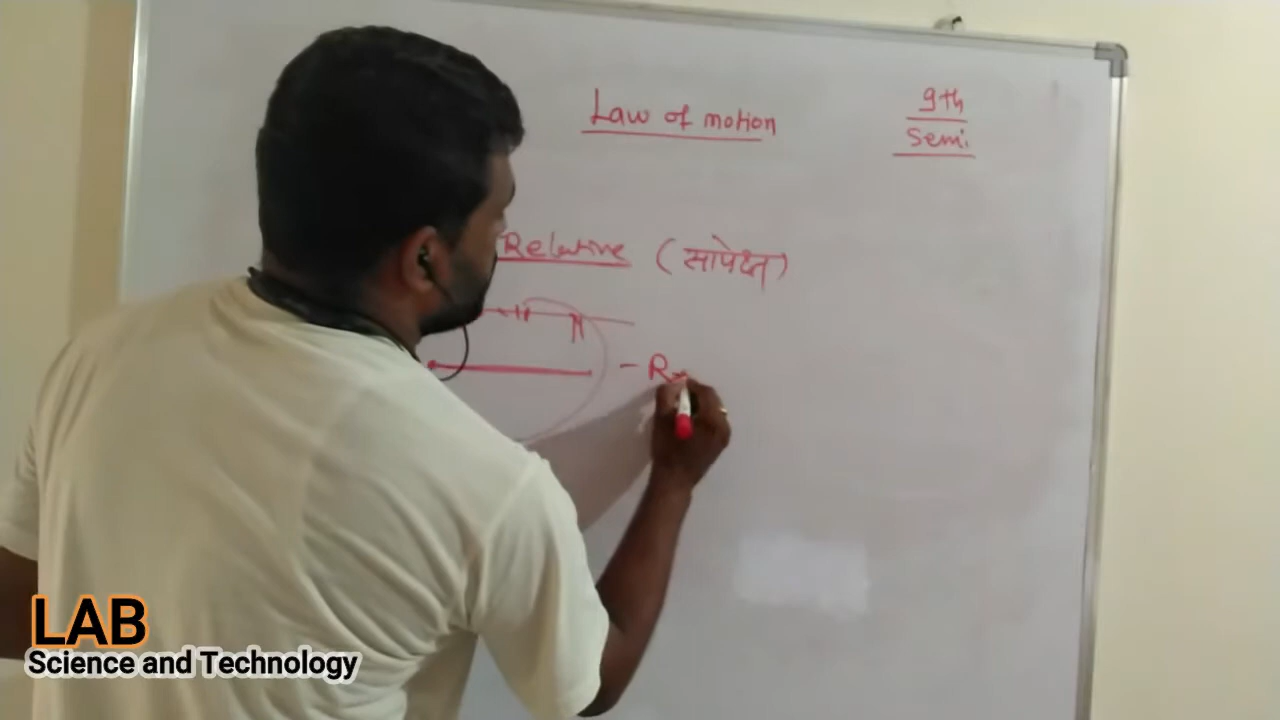 Law of motion
9th
Semi.
Relative (सापेक्ष)
LAB
Science and Technology